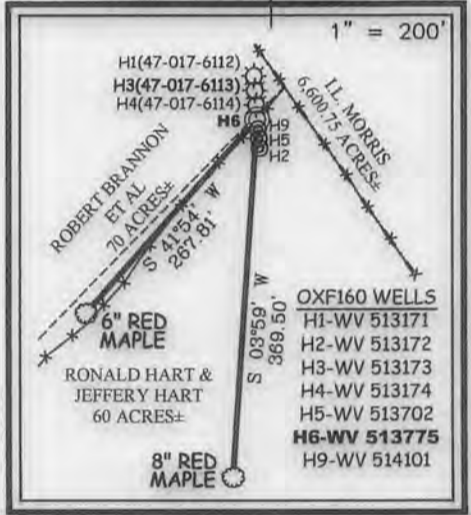 1" = 200'
H1(47-017-6112)
H3(47-017-6113)
H4(47-017-6114)
H6
H9
H5
H2
I.L. MORRIS
6,600.75 ACRES±
ROBERT BRANNON
ET AL
70 ACRES±
S 41°54' W
267.81'
S 03°59' W
369.50'
6" RED
MAPLE
RONALD HART &
JEFFERY HART
60 ACRES±
8" RED
MAPLE
OXF160 WELLS
H1-WV 513171
H2-WV 513172
H3-WV 513173
H4-WV 513174
H5-WV 513702
H6-WV 513775
H9-WV 514101